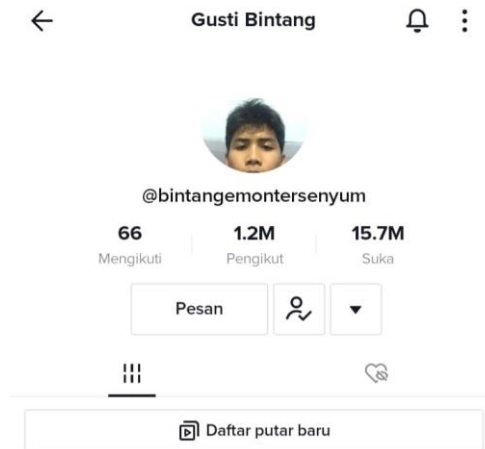 Gusti Bintang
@bintangemontersenyum
66 1.2M 15.7M
Mengikuti Pengikut Suka
Pesan
Daftar putar baru